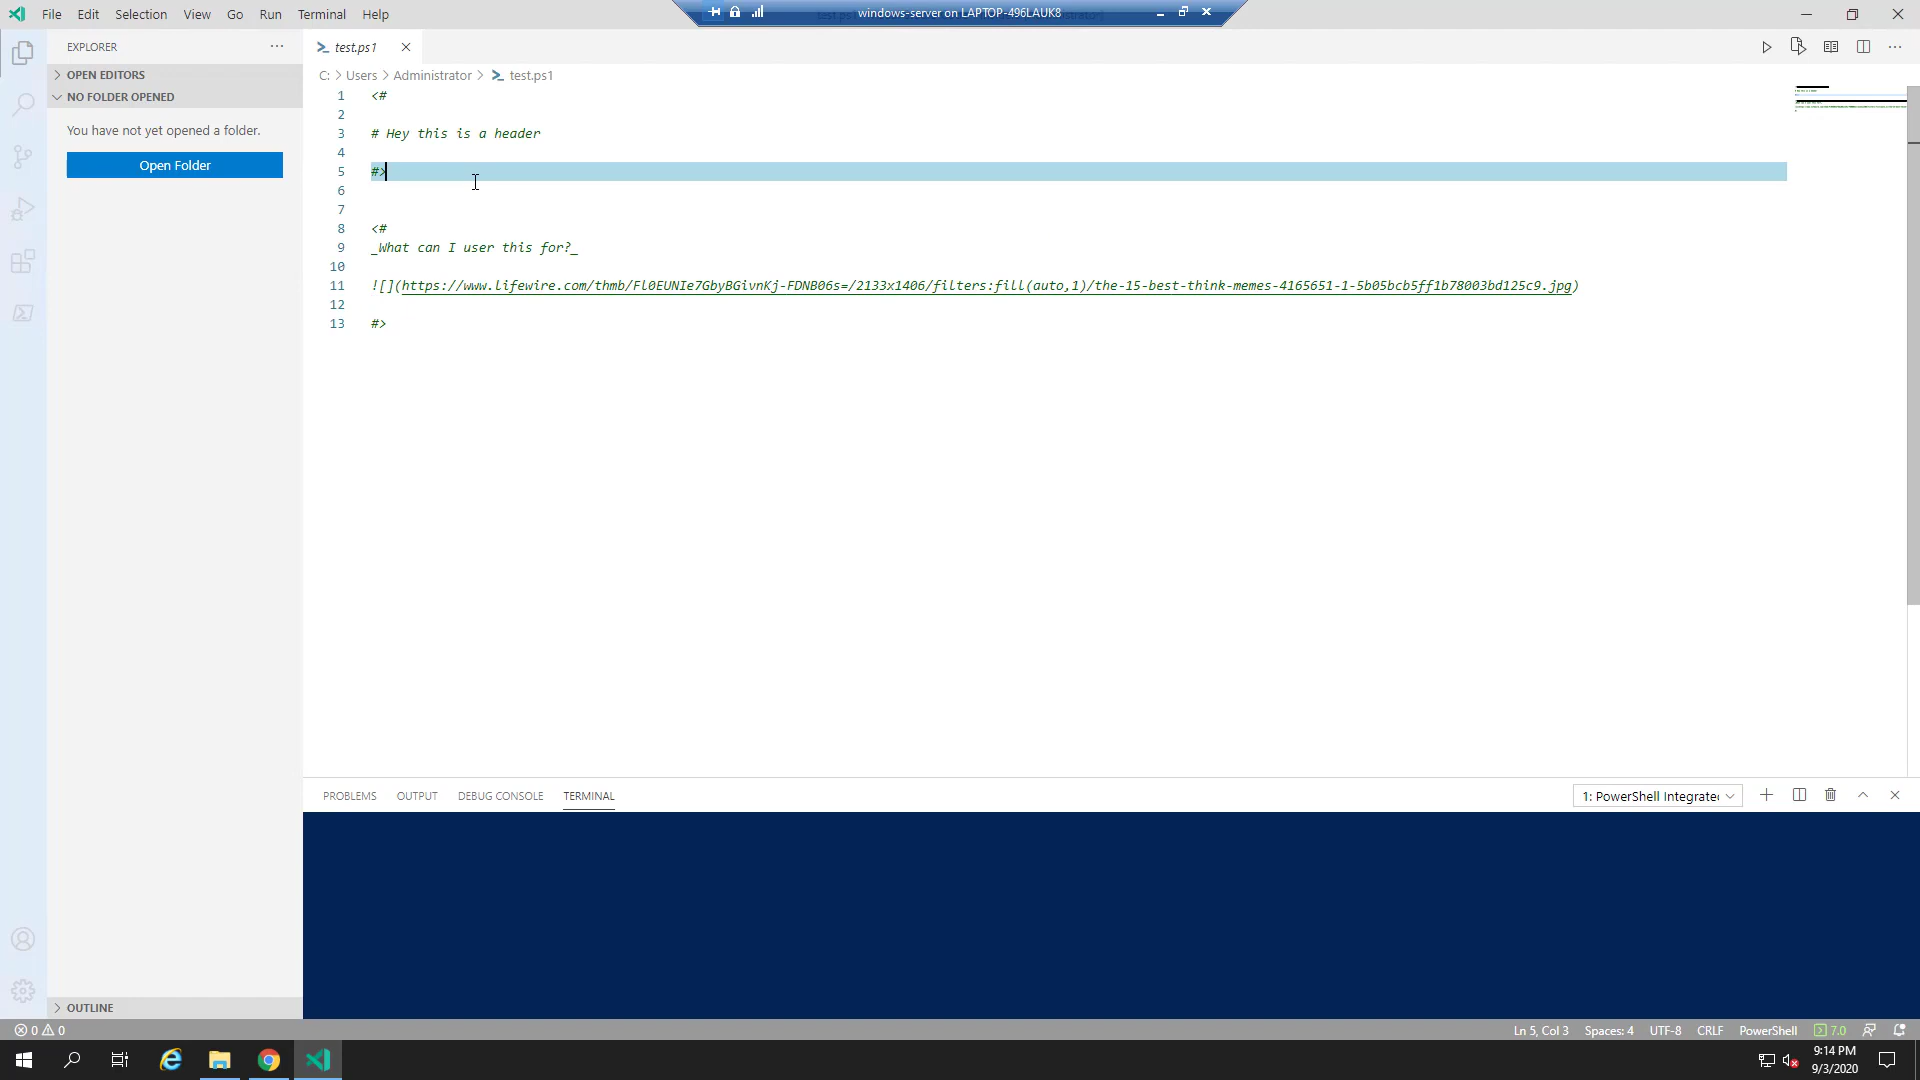 File Edit Selection View Go Run Terminal Help
windows-server on LAPTOP-496LAUK8
EXPLORER
test.ps1
OPEN EDITORS
C: > Users > Administrator > test.ps1
NO FOLDER OPENED
You have not yet opened a folder.
Open Folder
1 <#
2
3 # Hey this is a header
4
5 #>
6
7
8 <#
9 _What can I user this for?_
10
11 ![](https://www.lifewire.com/thmb/Fl0EUNIe7GbyBGivnKj-FDNB06s=/2133x1406/filters:fill(auto,1)/the-15-best-think-memes-4165651-1-5b05bcb5ff1b78003bd125c9.jpg)
12
13 #>
PROBLEMS OUTPUT DEBUG CONSOLE TERMINAL
1: PowerShell Integrated
OUTLINE
0 0
Ln 5, Col 3 Spaces: 4 UTF-8 CRLF PowerShell 7.0
9:14 PM
9/3/2020